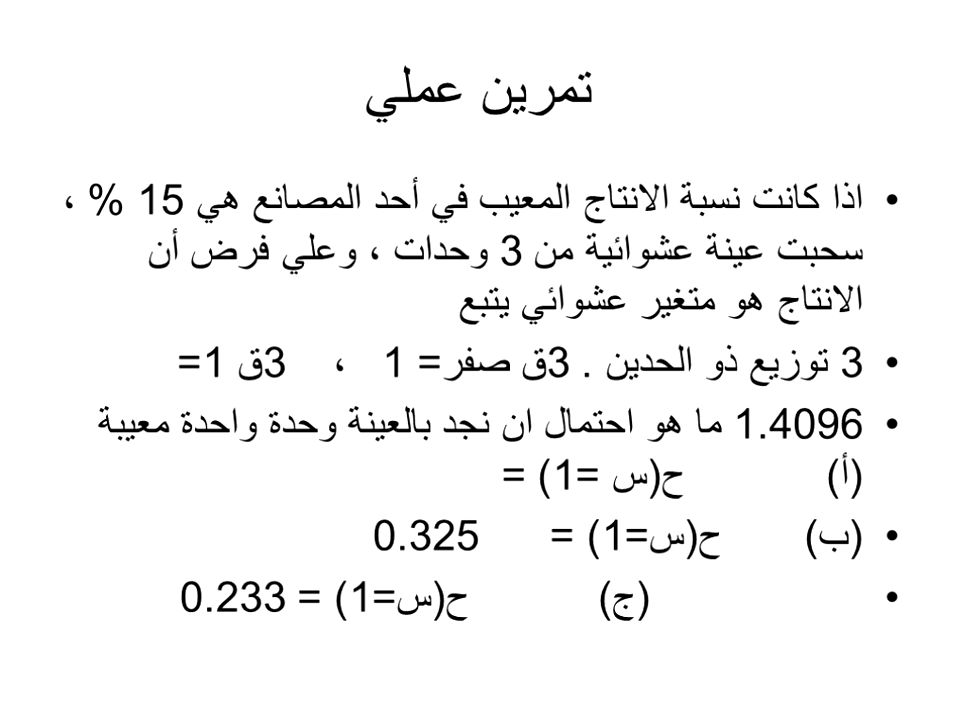 تمرين عملي
• اذا كانت نسبة الانتاج المعيب في أحد المصانع هي 15 % ،
سحبت عينة عشوائية من 3 وحدات ، وعلي فرض أن
الانتاج هو متغير عشوائي يتبع
• 3 توزيع ذو الحدين . 3ق صفر= 1 ، 3ق 1=
• 1.4096 ما هو احتمال ان نجد بالعينة وحدة واحدة معيبة
(أ) ح(س =1) =
• (ب) ح(س=1) = 0.325
• (ج) ح(س=1) = 0.233